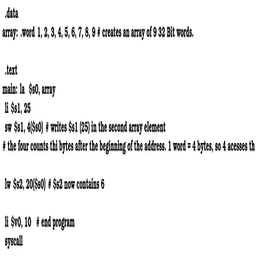 .data
array: .word 1, 2, 3, 4, 5, 6, 7, 8, 9 # creates an array of 9 32 Bit words.
.text
main: la $s0, array
li $s1, 25
sw $s1, 4($s0) # writes $s1 (25) in the second array element
# the four counts thi bytes after the beginning of the address. 1 word = 4 bytes, so 4 acesses th
lw $s2, 20($s0) # $s2 now contains 6
li $v0, 10 # end program
syscall